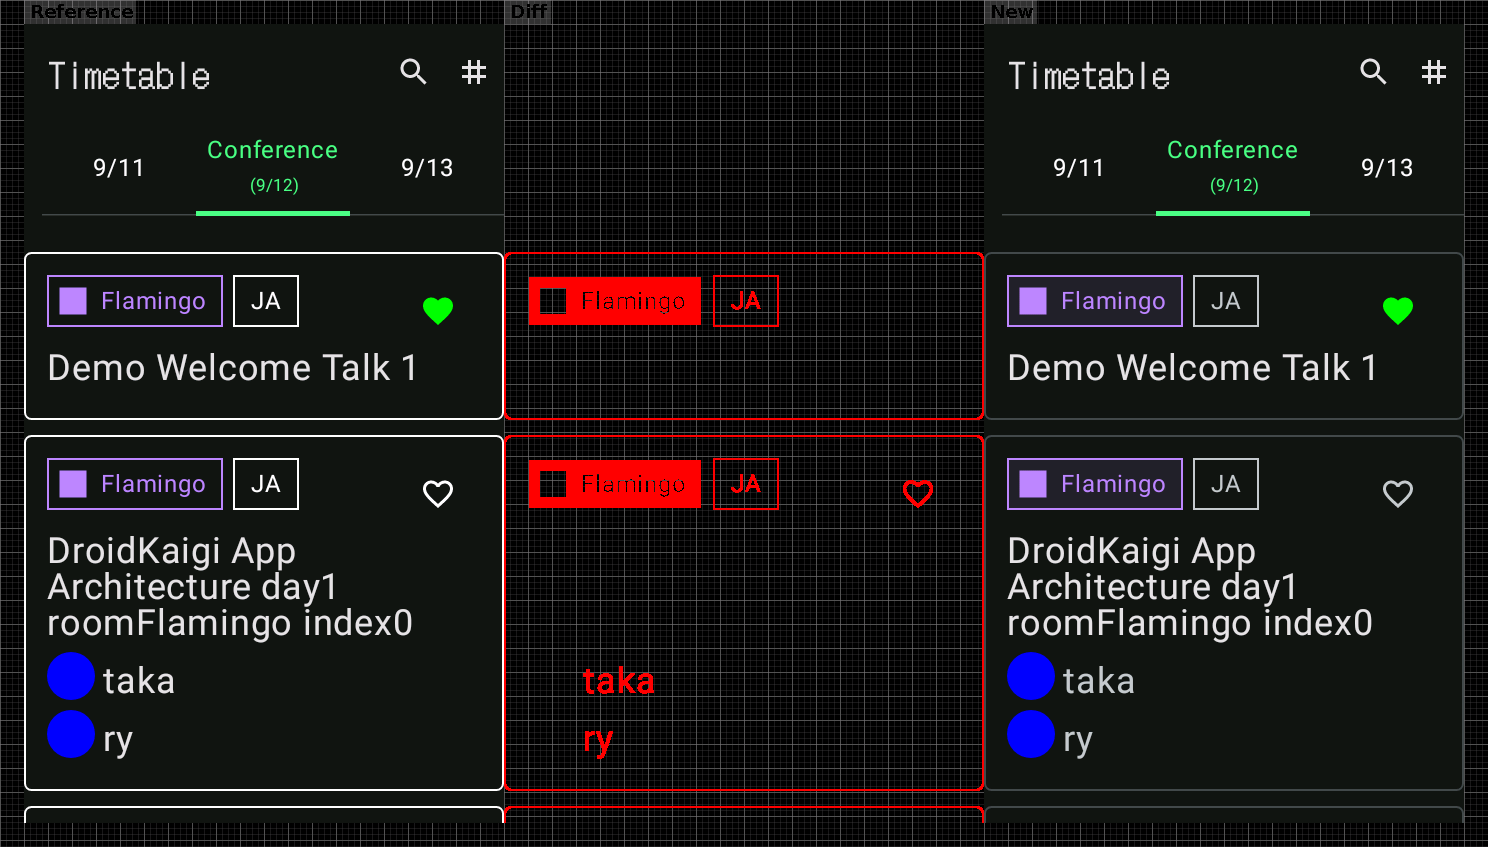 Reference
Timetable
9/11
Conference
(9/12)
9/13
Flamingo
JA
Demo Welcome Talk 1
Flamingo
JA
DroidKaigi App
Architecture day1
roomFlamingo index0
taka
ry
Diff
Flamingo
JA
Flamingo
JA
taka
ry
New
Timetable
9/11
Conference
(9/12)
9/13
Flamingo
JA
Demo Welcome Talk 1
Flamingo
JA
DroidKaigi App
Architecture day1
roomFlamingo index0
taka
ry